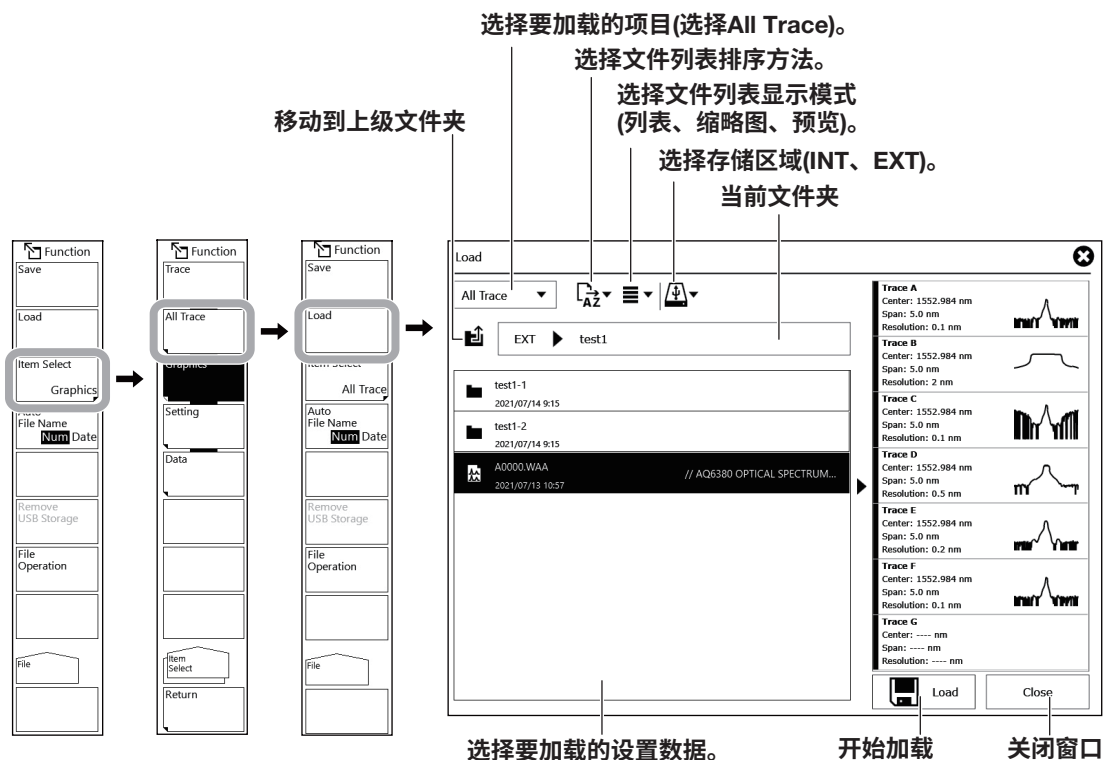 选择要加载的项目(选择All Trace)。
选择文件列表排序方法。
选择文件列表显示模式
(列表、缩略图、预览)。
移动到上级文件夹
选择存储区域(INT、EXT)。
当前文件夹
Function
Save
Load
Item Select
Graphics
Auto
File Name
Num Date
Remove
USB Storage
File
Operation
File
Function
Trace
All Trace
Graphics
Setting
Data
Item
Select
Return
Function
Save
Load
Item Select
All Trace
Auto
File Name
Num Date
Remove
USB Storage
File
Operation
File
Load
All Trace
AZ
EXT test1
test1-1
2021/07/14 9:15
test1-2
2021/07/14 9:15
A0000.WAA // AQ6380 OPTICAL SPECTRUM...
2021/07/13 10:57
Trace A
Center: 1552.984 nm
Span: 5.0 nm
Resolution: 0.1 nm
Trace B
Center: 1552.984 nm
Span: 5.0 nm
Resolution: 2 nm
Trace C
Center: 1552.984 nm
Span: 5.0 nm
Resolution: 0.1 nm
Trace D
Center: 1552.984 nm
Span: 5.0 nm
Resolution: 0.5 nm
Trace E
Center: 1552.984 nm
Span: 5.0 nm
Resolution: 0.2 nm
Trace F
Center: 1552.984 nm
Span: 5.0 nm
Resolution: 0.1 nm
Trace G
Center: ---- nm
Span: ---- nm
Resolution: ---- nm
Load
Close
选择要加载的设置数据。
开始加载
关闭窗口